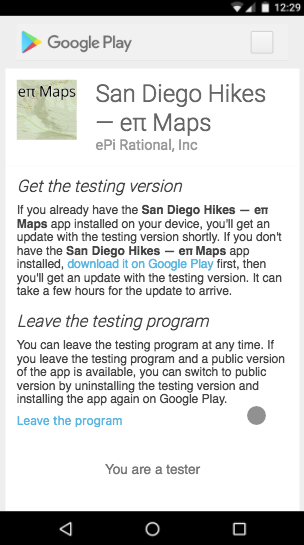 12:29
Google Play
eπ Maps
San Diego Hikes
— eπ Maps
ePi Rational, Inc
Get the testing version
If you already have the San Diego Hikes — eπ
Maps app installed on your device, you'll get an
update with the testing version shortly. If you don't
have the San Diego Hikes — eπ Maps app
installed, download it on Google Play first, then
you'll get an update with the testing version. It can
take a few hours for the update to arrive.
Leave the testing program
You can leave the testing program at any time. If
you leave the testing program and a public version
of the app is available, you can switch to public
version by uninstalling the testing version and
installing the app again on Google Play.
Leave the program
You are a tester